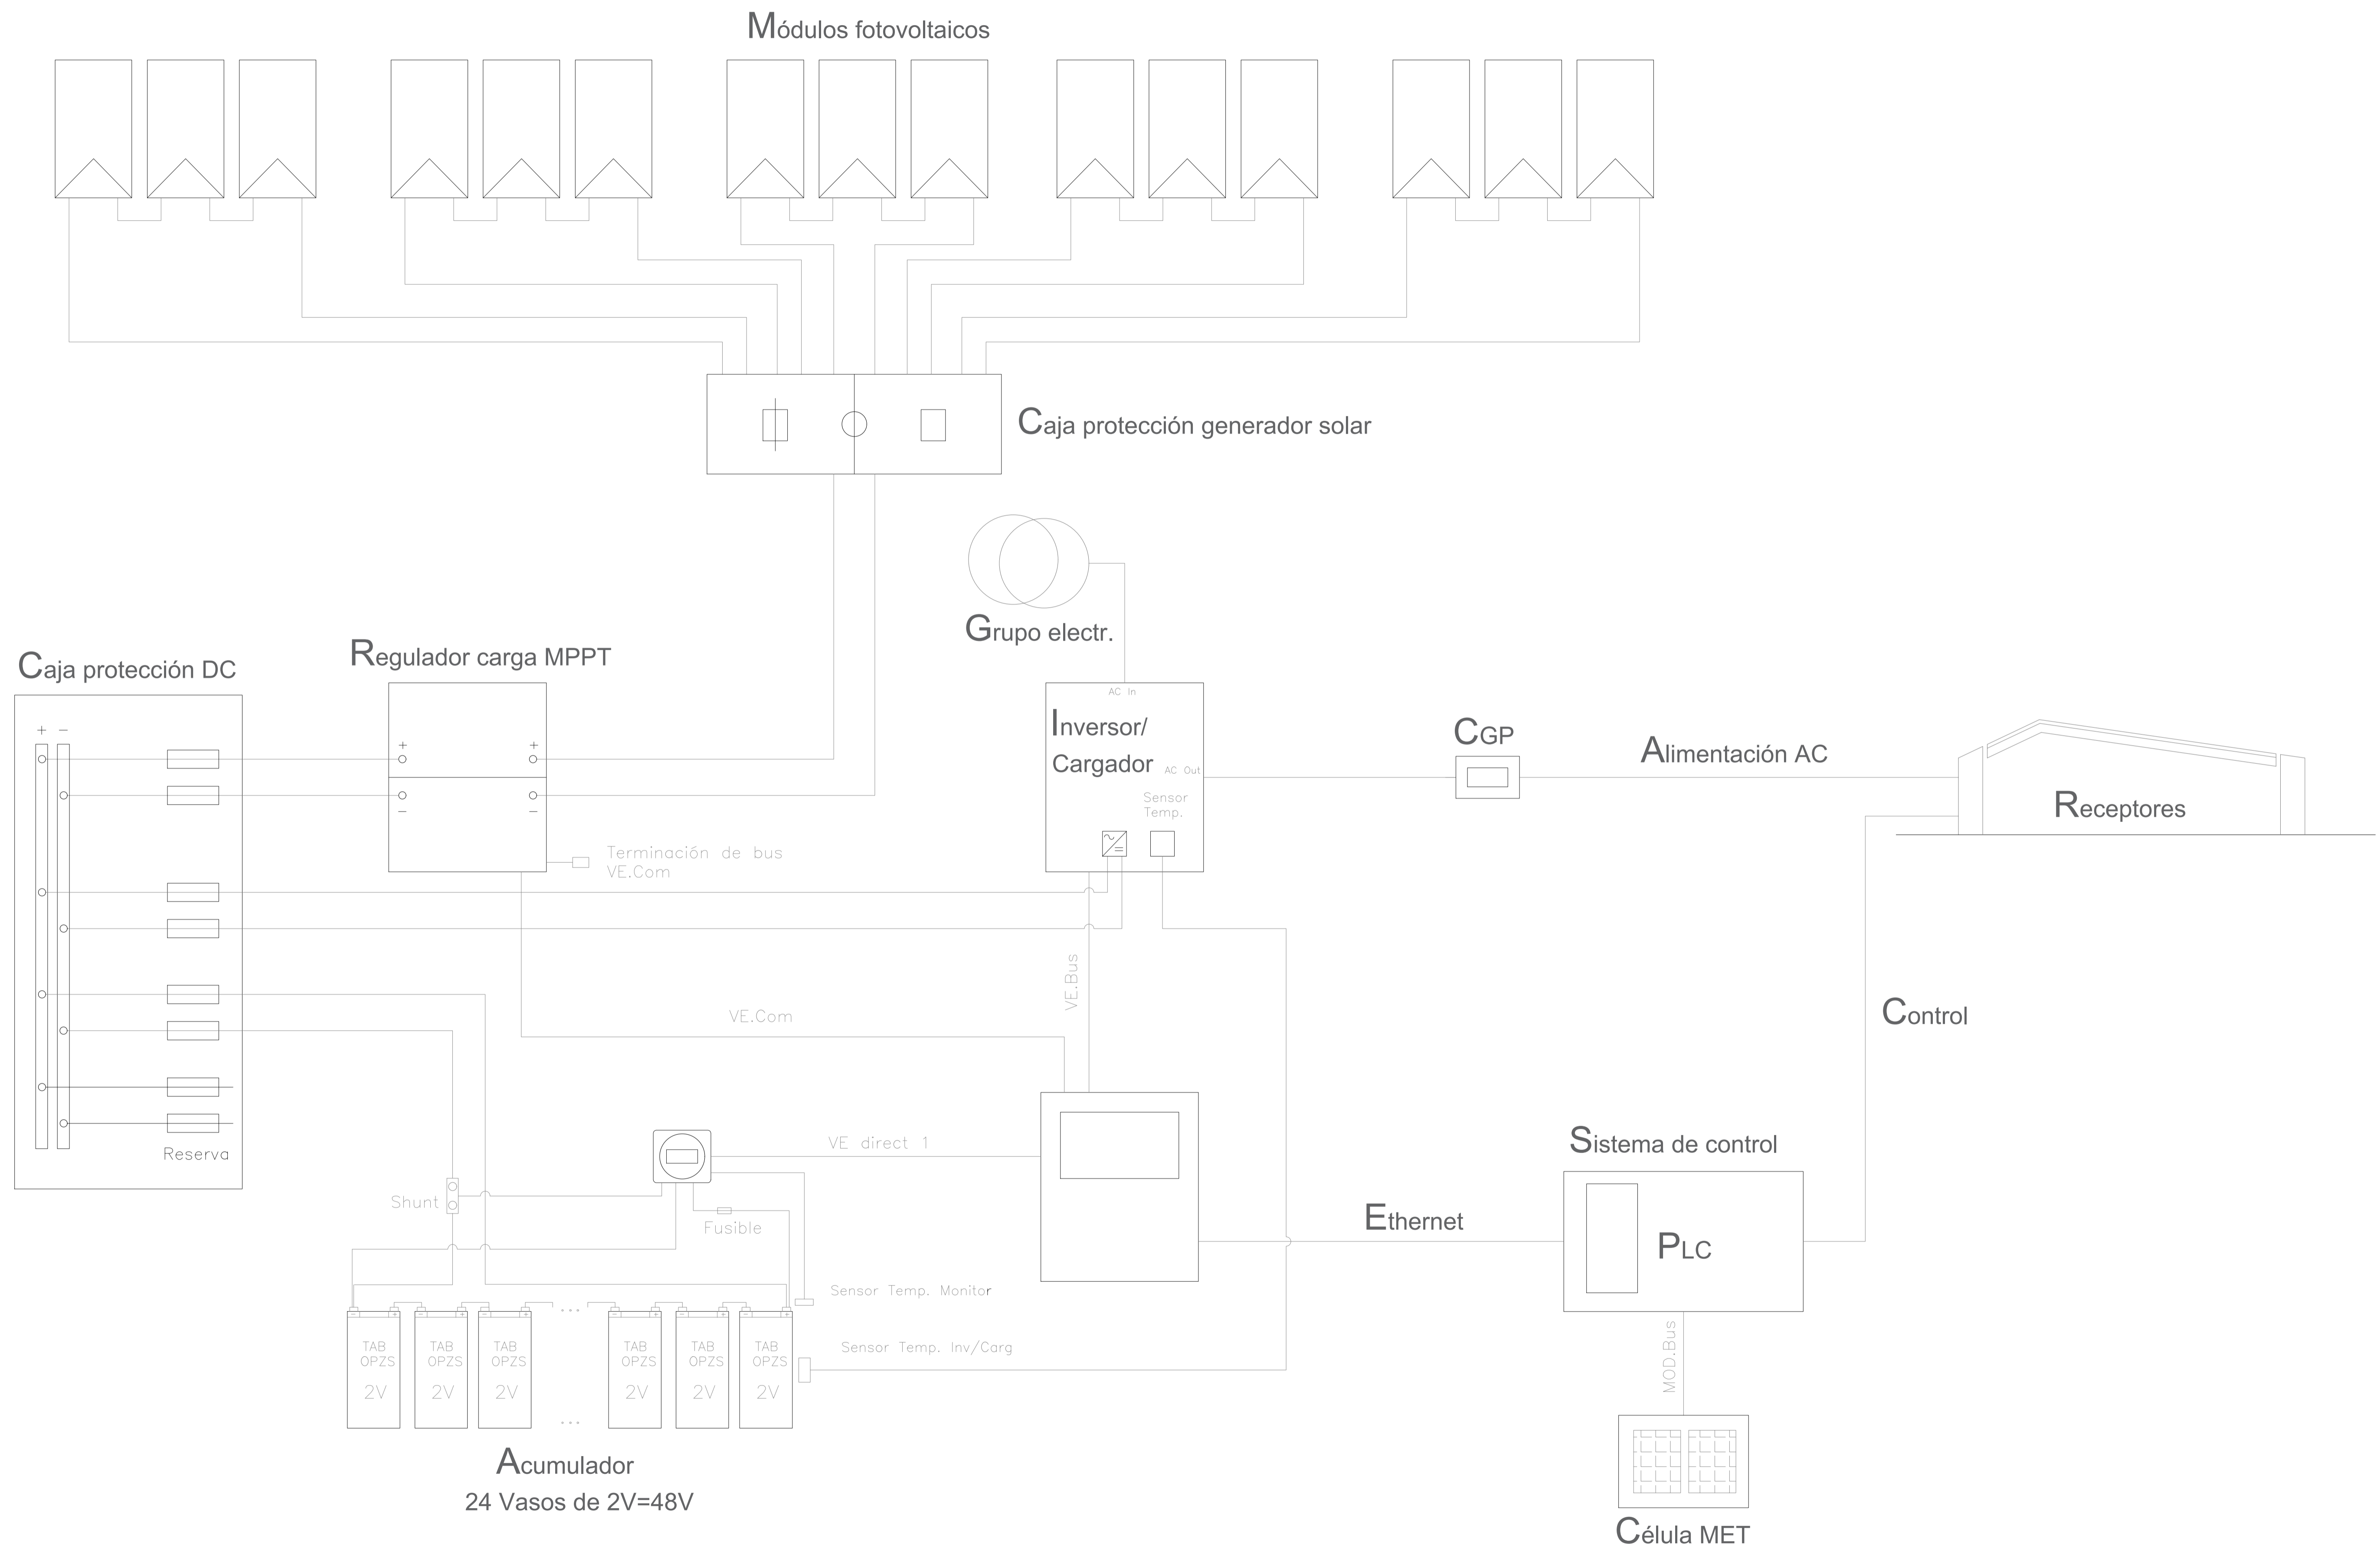 Módulos fotovoltaicos
Caja protección generador solar
Grupo electr.
Caja protección DC
+ −
Reserva
Regulador carga MPPT
+ +
− −
Terminación de bus
VE.Com
AC In
Inversor/
Cargador
AC Out
Sensor
Temp.
CGP
Alimentación AC
Receptores
VE.Bus
VE.Com
Control
VE direct 1
Shunt
Fusible
Sensor Temp. Monitor
Sensor Temp. Inv/Carg
Ethernet
Sistema de control
PLC
MOD.Bus
− + − + − + ... − + − + − +
TAB TAB TAB TAB TAB TAB
OPZS OPZS OPZS OPZS OPZS OPZS
2V 2V 2V 2V 2V 2V
...
Acumulador
24 Vasos de 2V=48V
Célula MET